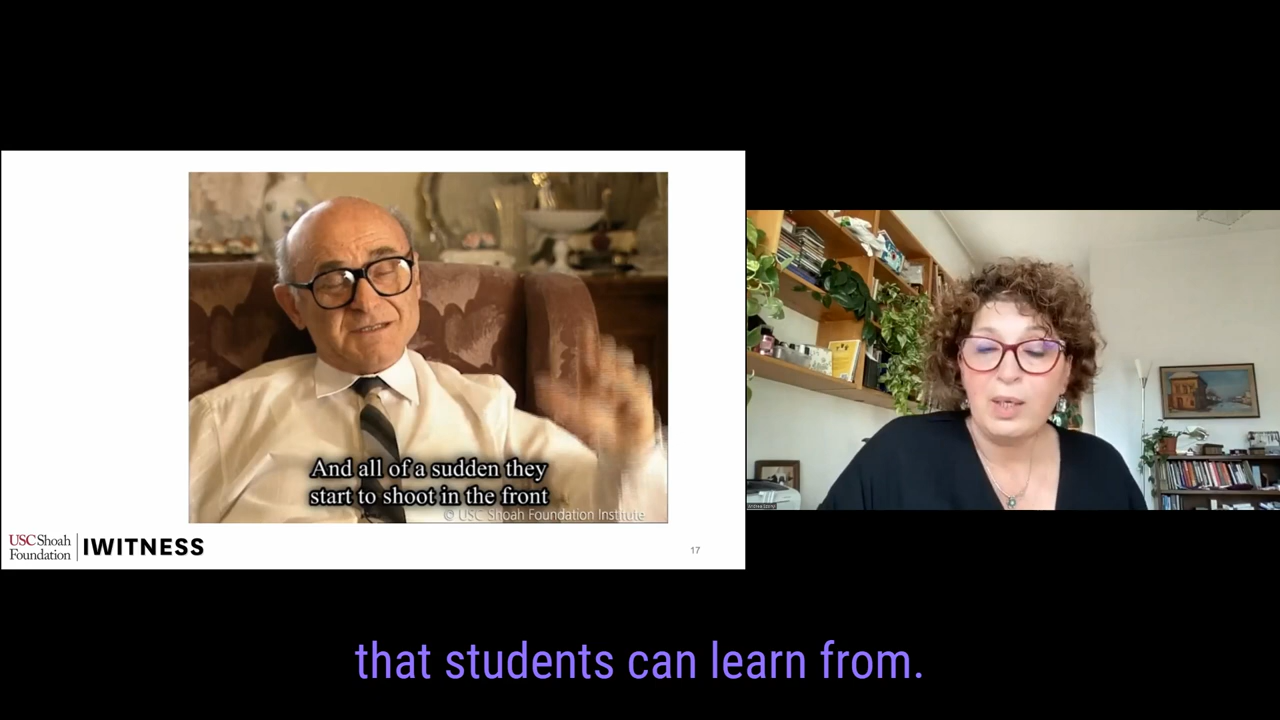 And all of a sudden they
start to shoot in the front
© USC Shoah Foundation Institute
USC Shoah
Foundation
IWITNESS
17
that students can learn from.